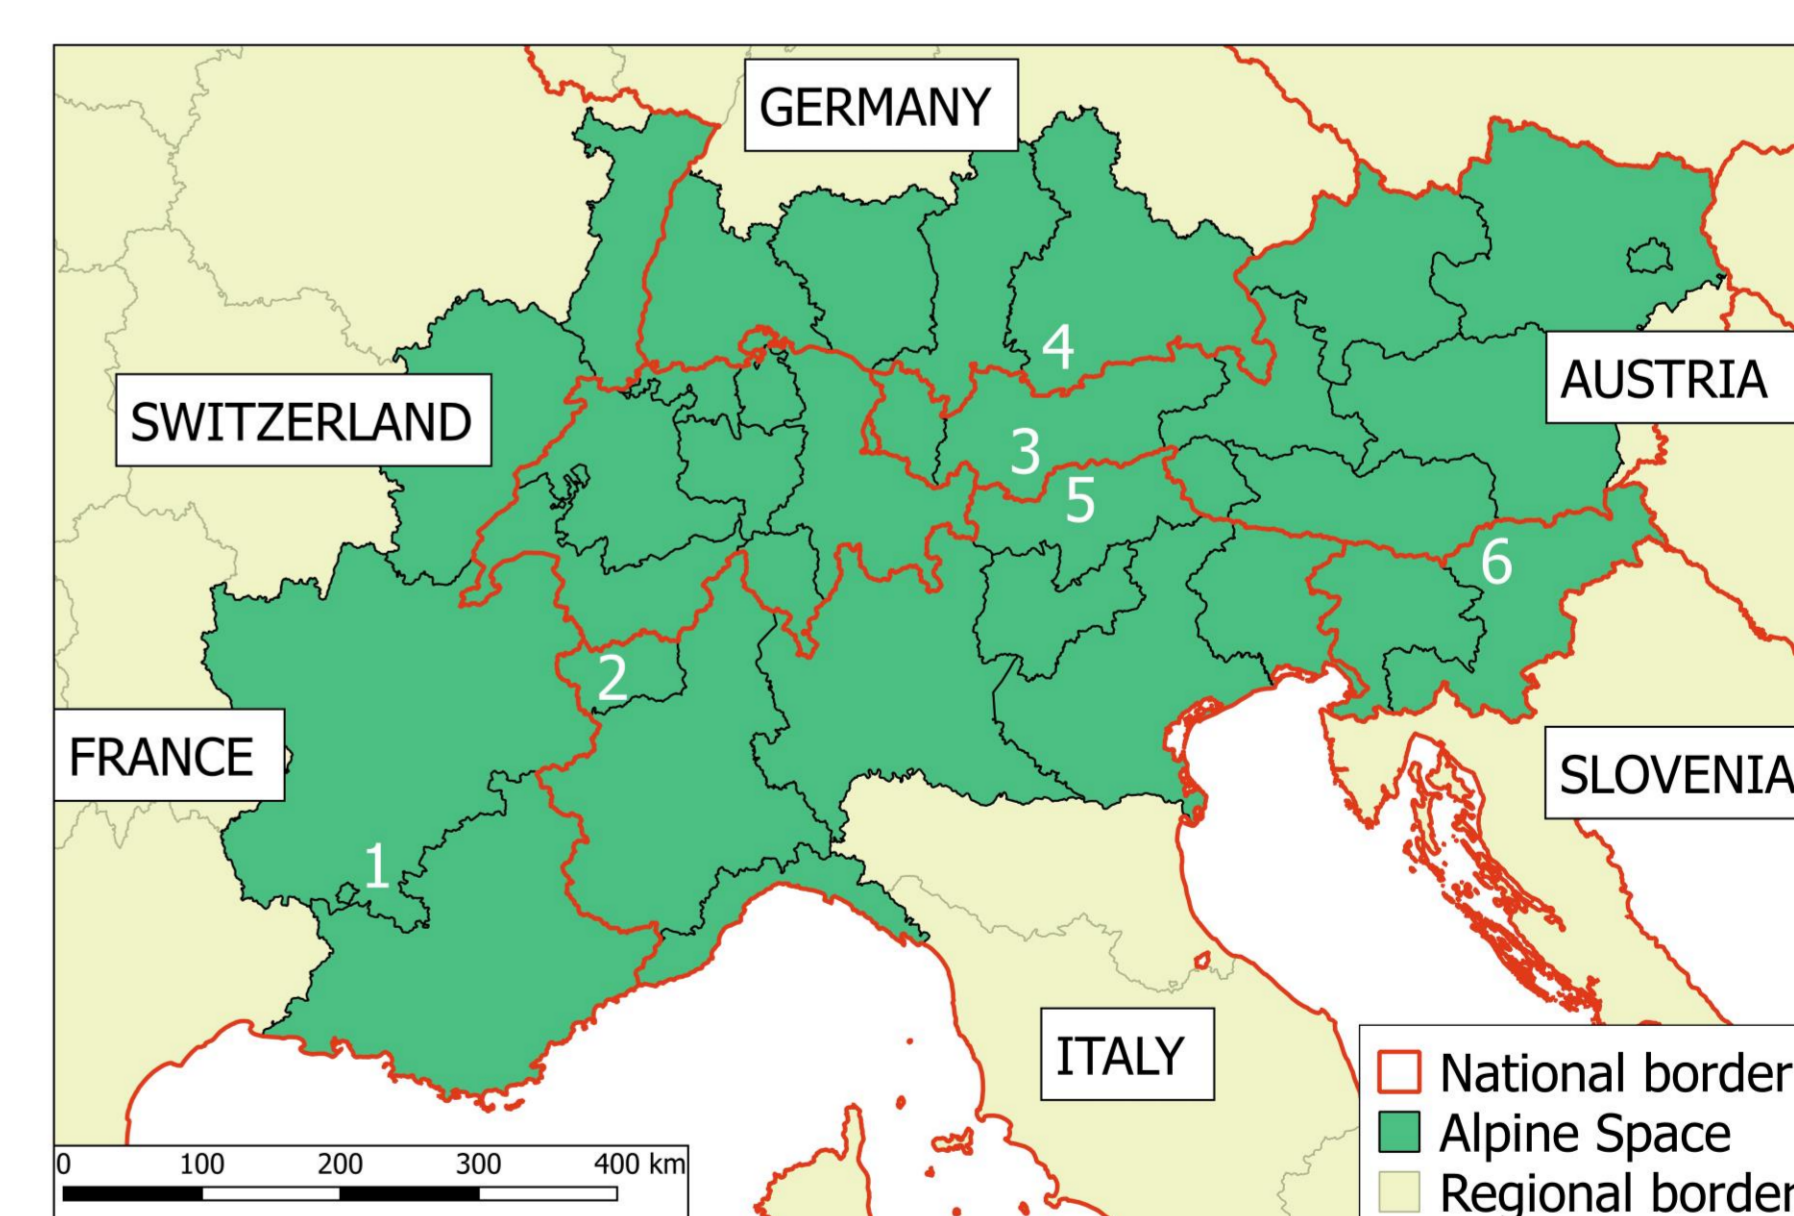 GERMANY
4
AUSTRIA
SWITZERLAND
3
5
6
2
FRANCE
SLOVENIA
1
ITALY
National border
Alpine Space
Regional border
0 100 200 300 400 km